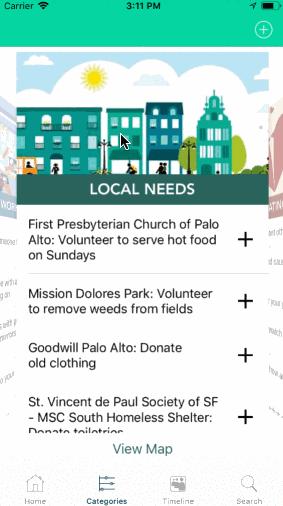 Carrier 3:11 PM
LOCAL NEEDS
First Presbyterian Church of Palo
Alto: Volunteer to serve hot food
on Sundays
Mission Dolores Park: Volunteer
to remove weeds from fields
Goodwill Palo Alto: Donate
old clothing
St. Vincent de Paul Society of SF
- MSC South Homeless Shelter:
Donate toiletries
View Map
Home Categories Timeline Search